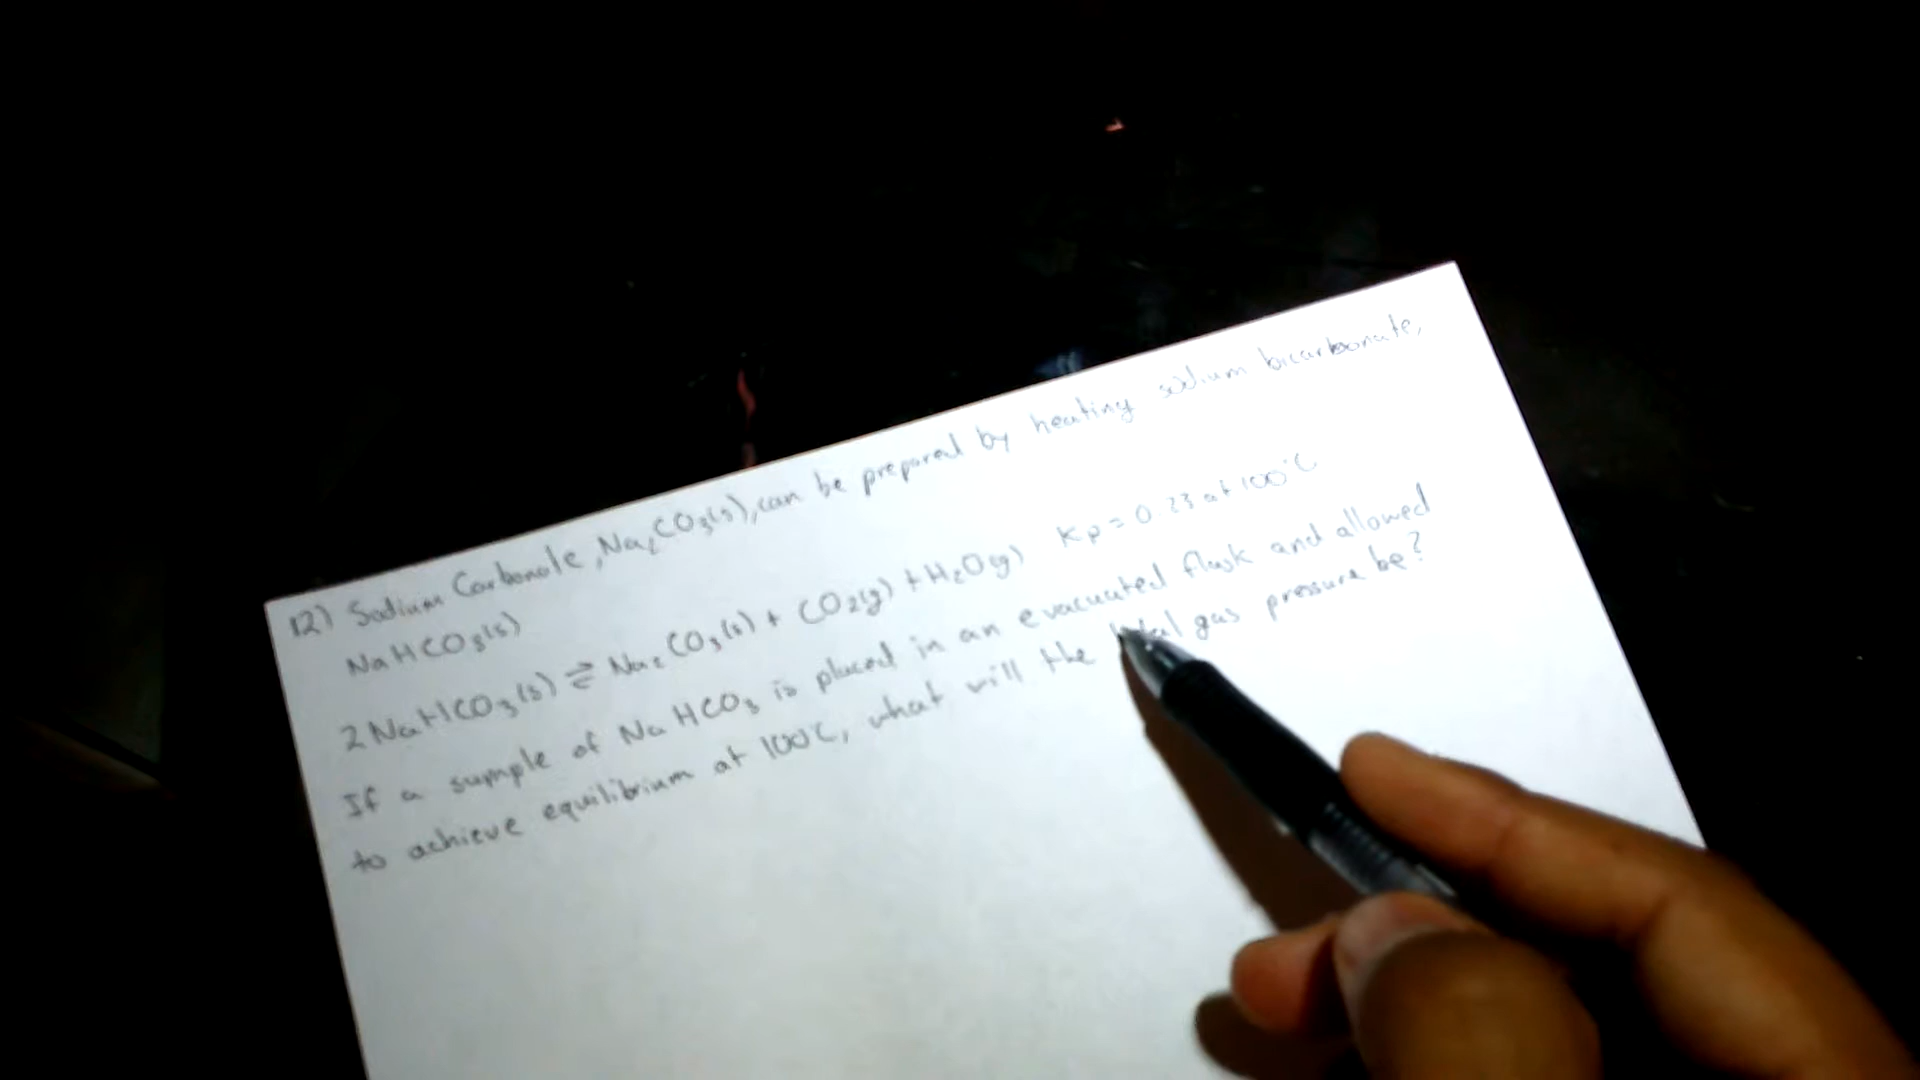 12) Sodium Carbonate, Na2CO3(s), can be prepared by heating sodium bicarbonate,
NaHCO3(s)
2NaHCO3(s) ⇌ Na2CO3(s) + CO2(g) + H2O(g) Kp = 0.23 at 100°C
If a sample of NaHCO3 is placed in an evacuated flask and allowed
to achieve equilibrium at 100°C, what will the total gas pressure be?